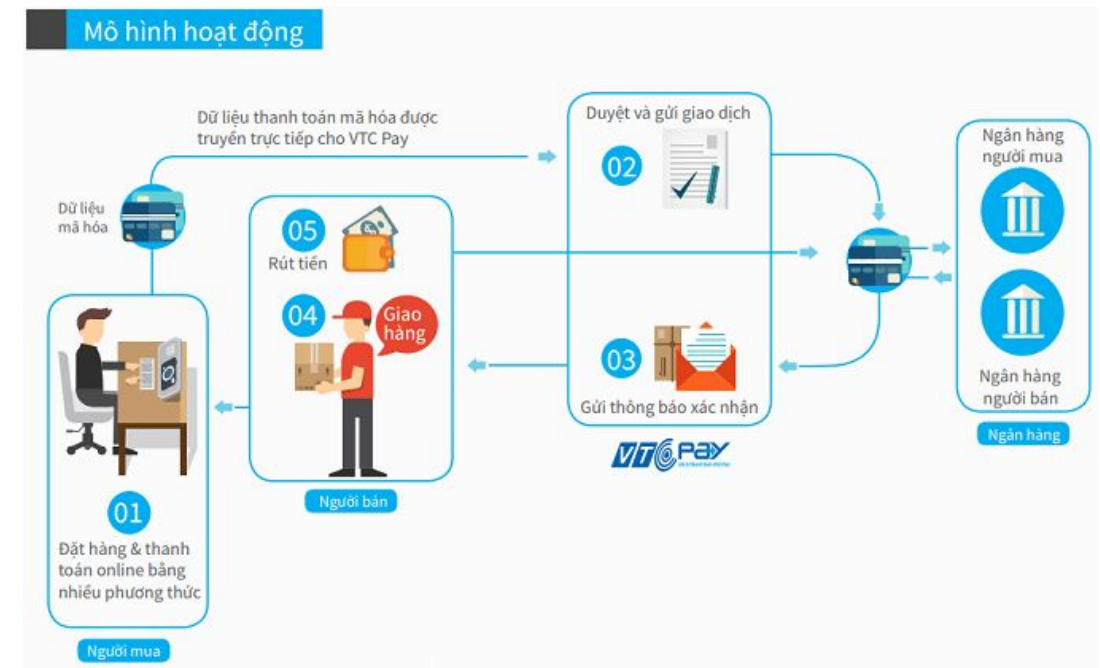 Mô hình hoạt động
Dữ liệu thanh toán mã hóa được
truyền trực tiếp cho VTC Pay
Dữ liệu
mã hóa
01
Đặt hàng & thanh
toán online bằng
nhiều phương thức
Người mua
05
Rút tiền
04
Giao
hàng
Người bán
Duyệt và gửi giao dịch
02
03
Gửi thông báo xác nhận
VTC Pay
Ngân hàng
người mua
Ngân hàng
người bán
Ngân hàng